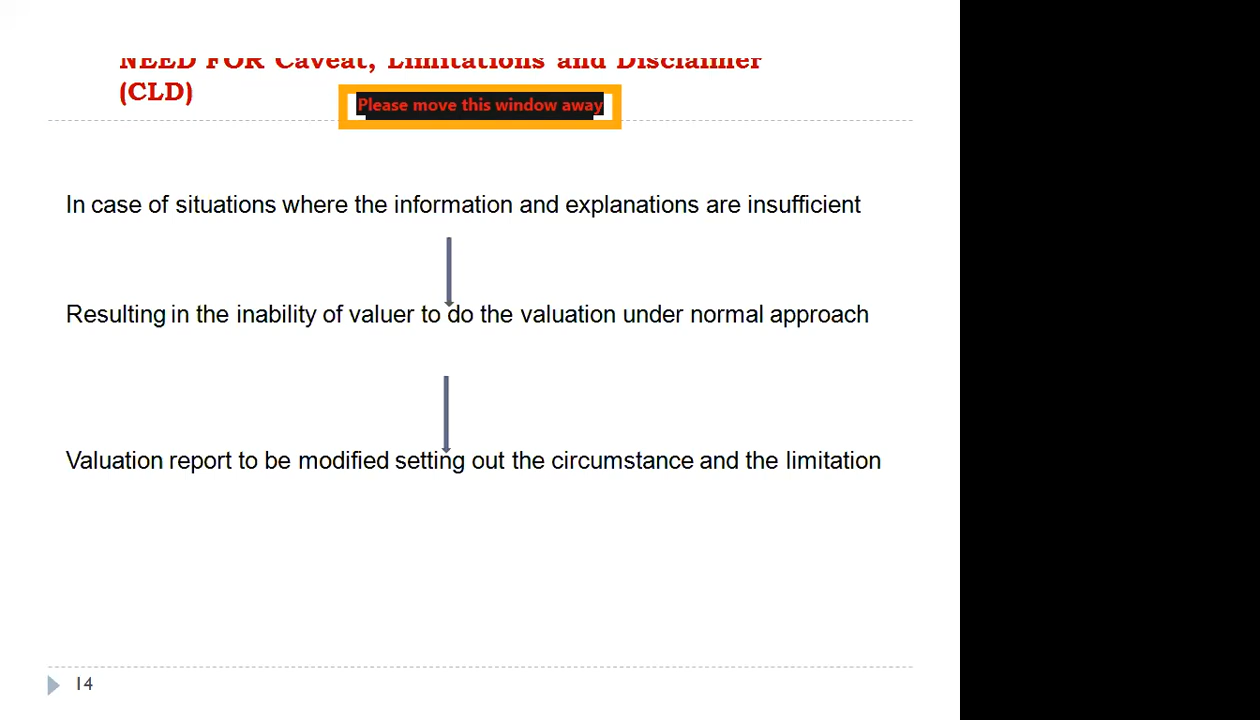 NEED FOR Caveat, Limitations and Disclaimer
(CLD)
Please move this window away
In case of situations where the information and explanations are insufficient
Resulting in the inability of valuer to do the valuation under normal approach
Valuation report to be modified setting out the circumstance and the limitation
14